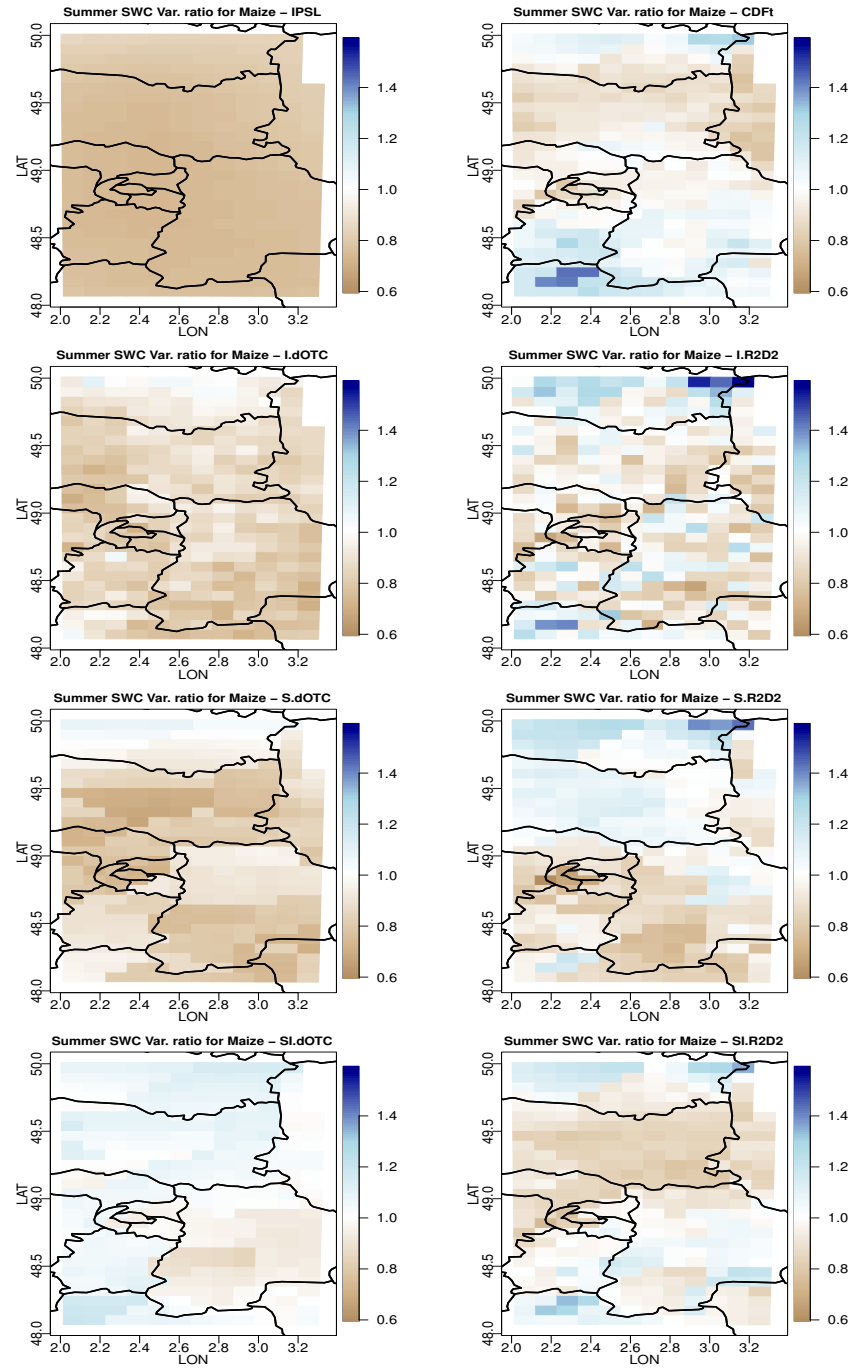 Summer SWC Var. ratio for Maize – IPSL
LAT
48.0 48.5 49.0 49.5 50.0
2.0 2.2 2.4 2.6 2.8 3.0 3.2
LON
0.6 0.8 1.0 1.2 1.4
Summer SWC Var. ratio for Maize – CDFt
LAT
48.0 48.5 49.0 49.5 50.0
2.0 2.2 2.4 2.6 2.8 3.0 3.2
LON
0.6 0.8 1.0 1.2 1.4
Summer SWC Var. ratio for Maize – I.dOTC
LAT
48.0 48.5 49.0 49.5 50.0
2.0 2.2 2.4 2.6 2.8 3.0 3.2
LON
0.6 0.8 1.0 1.2 1.4
Summer SWC Var. ratio for Maize – I.R2D2
LAT
48.0 48.5 49.0 49.5 50.0
2.0 2.2 2.4 2.6 2.8 3.0 3.2
LON
0.6 0.8 1.0 1.2 1.4
Summer SWC Var. ratio for Maize – S.dOTC
LAT
48.0 48.5 49.0 49.5 50.0
2.0 2.2 2.4 2.6 2.8 3.0 3.2
LON
0.6 0.8 1.0 1.2 1.4
Summer SWC Var. ratio for Maize – S.R2D2
LAT
48.0 48.5 49.0 49.5 50.0
2.0 2.2 2.4 2.6 2.8 3.0 3.2
LON
0.6 0.8 1.0 1.2 1.4
Summer SWC Var. ratio for Maize – SI.dOTC
LAT
48.0 48.5 49.0 49.5 50.0
2.0 2.2 2.4 2.6 2.8 3.0 3.2
LON
0.6 0.8 1.0 1.2 1.4
Summer SWC Var. ratio for Maize – SI.R2D2
LAT
48.0 48.5 49.0 49.5 50.0
2.0 2.2 2.4 2.6 2.8 3.0 3.2
LON
0.6 0.8 1.0 1.2 1.4